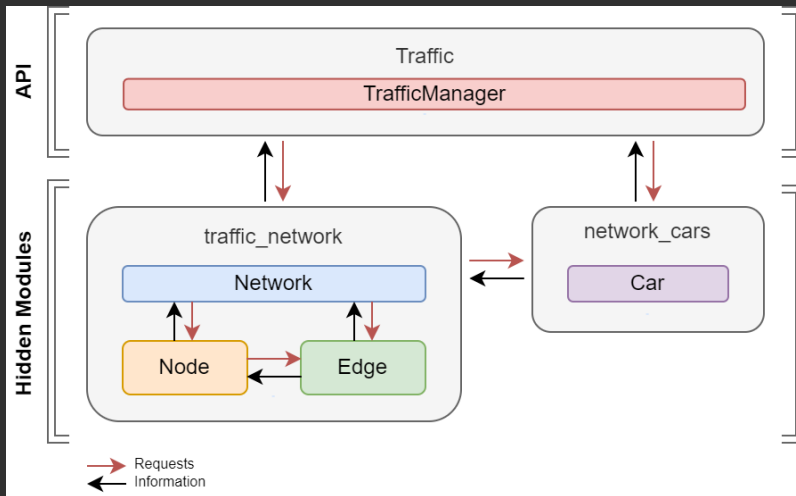 API
Traffic
TrafficManager
Hidden Modules
traffic_network
network_cars
Network
Car
Node
Edge
Requests
Information